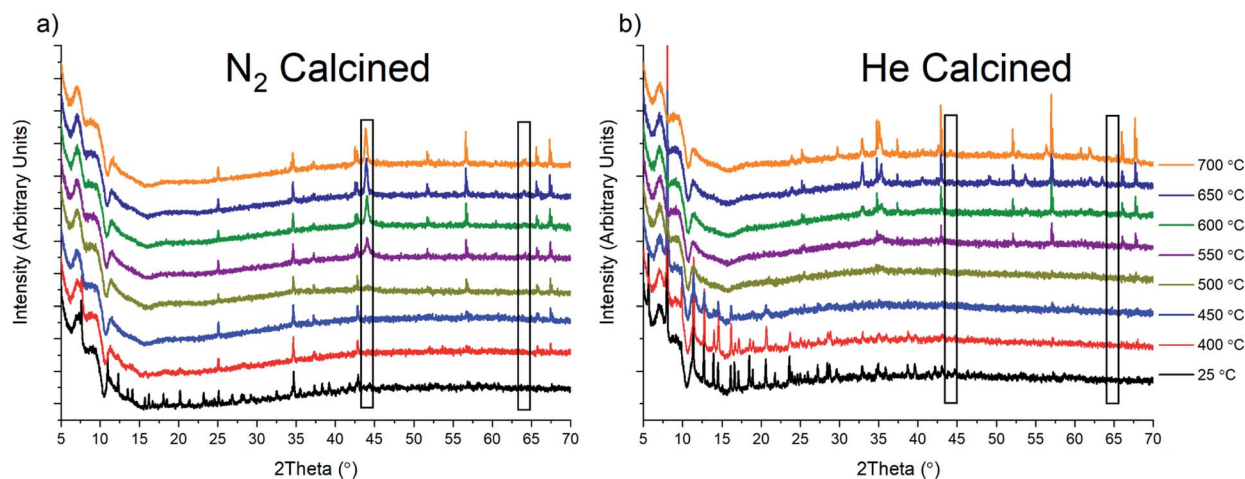 a)
N₂ Calcined
Intensity (Arbitrary Units)
5 10 15 20 25 30 35 40 45 50 55 60 65 70
2Theta (°)
b)
He Calcined
Intensity (Arbitrary Units)
5 10 15 20 25 30 35 40 45 50 55 60 65 70
2Theta (°)
700 °C
650 °C
600 °C
550 °C
500 °C
450 °C
400 °C
25 °C